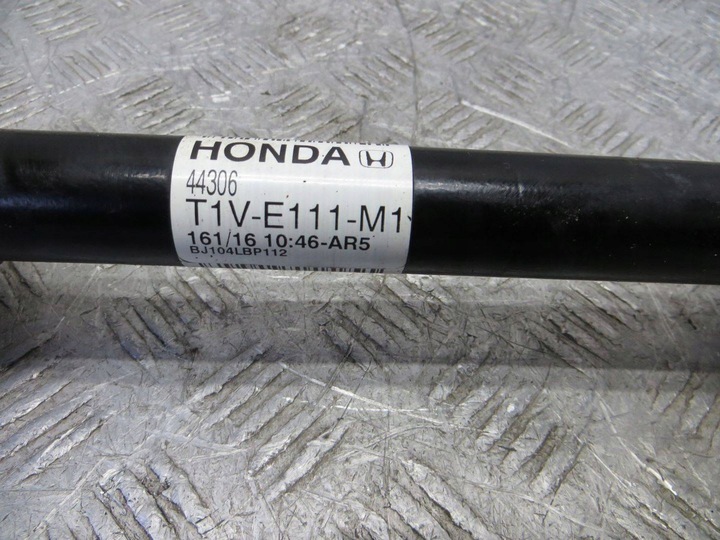 HONDA
44306
T1V-E111-M1
161/16 10:46-AR5
BJ104LBP112